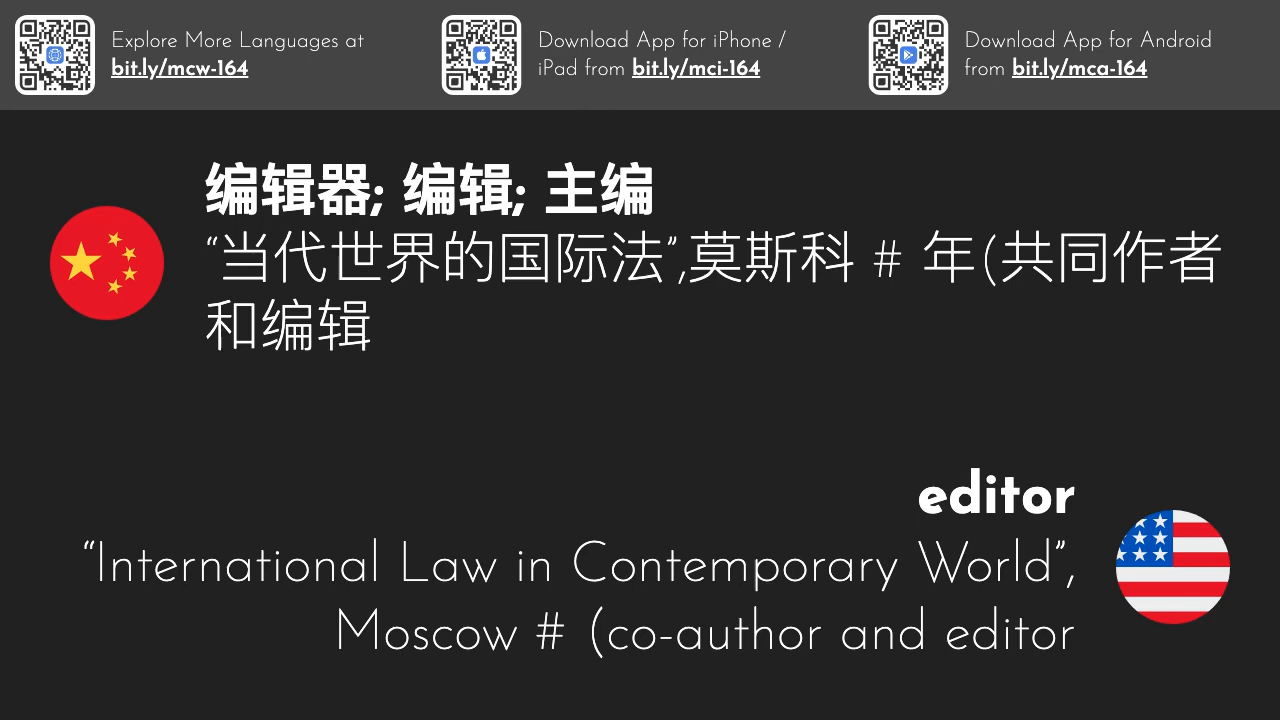 Explore More Languages at
bit.ly/mcw-164
Download App for iPhone /
iPad from bit.ly/mci-164
Download App for Android
from bit.ly/mca-164
编辑器; 编辑; 主编
“当代世界的国际法”,莫斯科 # 年(共同作者
和编辑
editor
“International Law in Contemporary World”,
Moscow # (co-author and editor